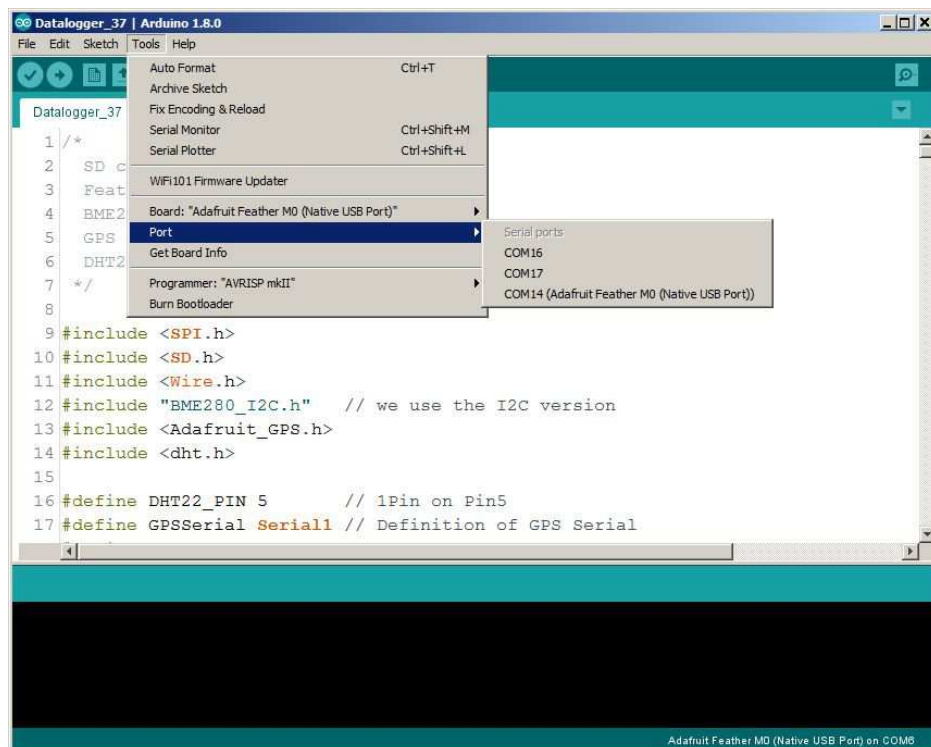 Datalogger_37 | Arduino 1.8.0
File Edit Sketch Tools Help
Auto Format Ctrl+T
Archive Sketch
Fix Encoding & Reload
Serial Monitor Ctrl+Shift+M
Serial Plotter Ctrl+Shift+L
WiFi101 Firmware Updater
Board: "Adafruit Feather M0 (Native USB Port)"
Port
Get Board Info
Programmer: "AVRISP mkII"
Burn Bootloader
Serial ports
COM16
COM17
COM14 (Adafruit Feather M0 (Native USB Port))
Datalogger_37
1 /*
2 SD c
3 Feat
4 BME2
5 GPS
6 DHT2
7 */
8
9 #include <SPI.h>
10 #include <SD.h>
11 #include <Wire.h>
12 #include "BME280_I2C.h" // we use the I2C version
13 #include <Adafruit_GPS.h>
14 #include <dht.h>
15
16 #define DHT22_PIN 5 // 1Pin on Pin5
17 #define GPSSerial Serial1 // Definition of GPS Serial
Adafruit Feather M0 (Native USB Port) on COM6